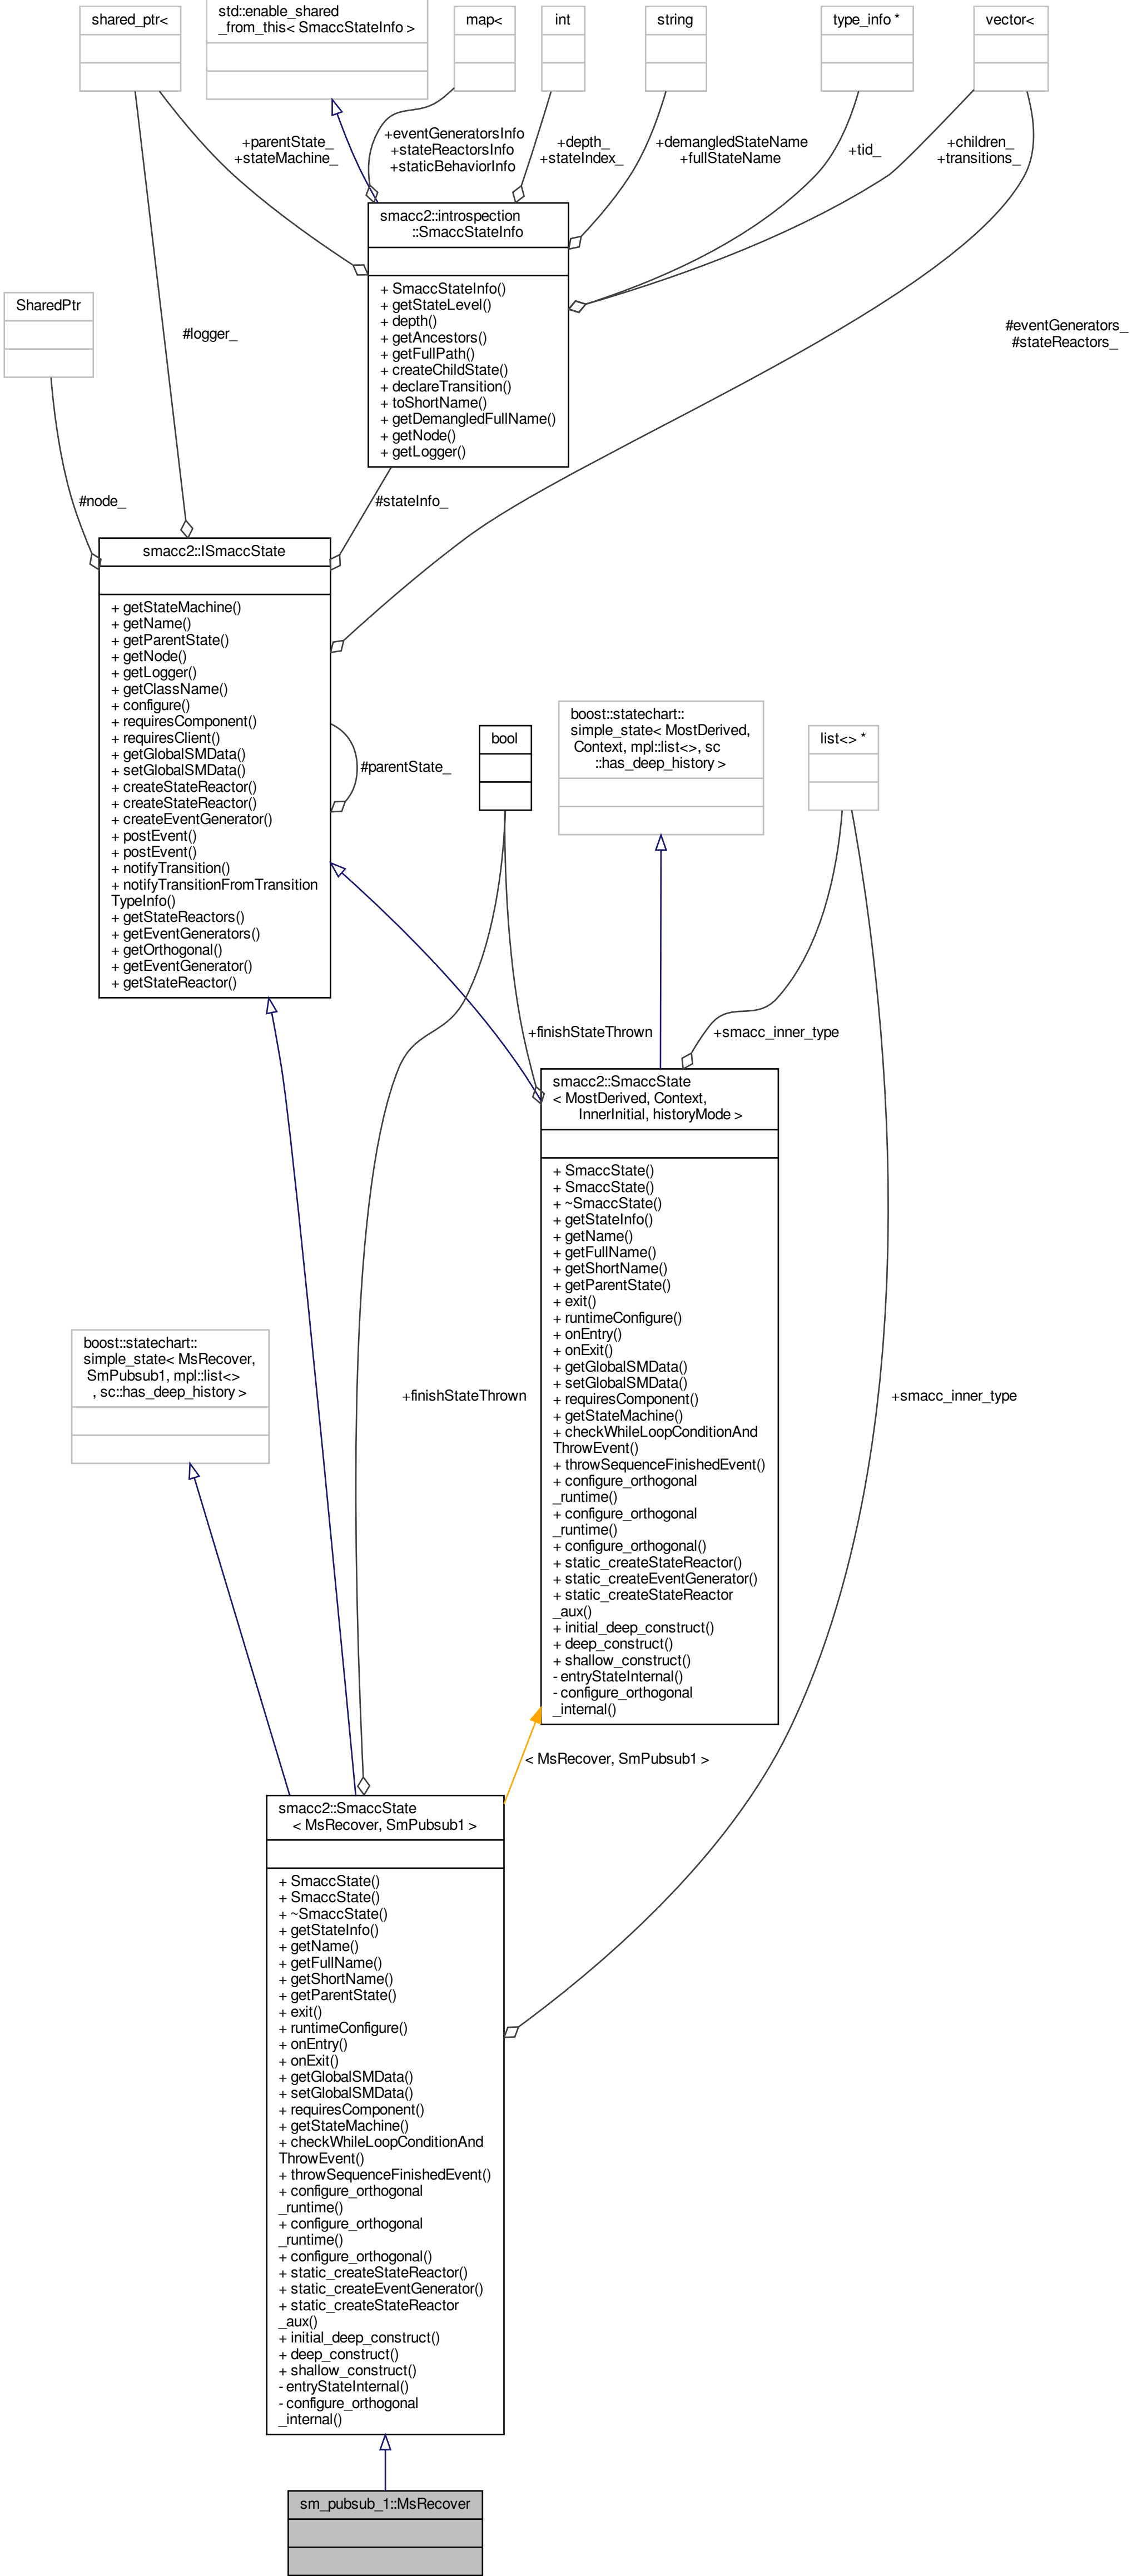 shared_ptr<
std::enable_shared
_from_this< SmaccStateInfo >
map<
int
string
type_info *
vector<
+parentState_
+stateMachine_
+eventGeneratorsInfo
+stateReactorsInfo
+staticBehaviorInfo
+depth_
+stateIndex_
+demangledStateName
+fullStateName
+tid_
+children_
+transitions_
smacc2::introspection
::SmaccStateInfo
+ SmaccStateInfo()
+ getStateLevel()
+ depth()
+ getAncestors()
+ getFullPath()
+ createChildState()
+ declareTransition()
+ toShortName()
+ getDemangledFullName()
+ getNode()
+ getLogger()
SharedPtr
#logger_
#eventGenerators_
#stateReactors_
#node_
#stateInfo_
smacc2::ISmaccState
+ getStateMachine()
+ getName()
+ getParentState()
+ getNode()
+ getLogger()
+ getClassName()
+ configure()
+ requiresComponent()
+ requiresClient()
+ getGlobalSMData()
+ setGlobalSMData()
+ createStateReactor()
+ createStateReactor()
+ createEventGenerator()
+ postEvent()
+ postEvent()
+ notifyTransition()
+ notifyTransitionFromTransition
TypeInfo()
+ getStateReactors()
+ getEventGenerators()
+ getOrthogonal()
+ getEventGenerator()
+ getStateReactor()
#parentState_
bool
boost::statechart::
simple_state< MostDerived,
Context, mpl::list<>, sc
::has_deep_history >
list<> *
+finishStateThrown
+smacc_inner_type
smacc2::SmaccState
< MostDerived, Context,
InnerInitial, historyMode >
+ SmaccState()
+ SmaccState()
+ ~SmaccState()
+ getStateInfo()
+ getName()
+ getFullName()
+ getShortName()
+ getParentState()
+ exit()
+ runtimeConfigure()
+ onEntry()
+ onExit()
+ getGlobalSMData()
+ setGlobalSMData()
+ requiresComponent()
+ getStateMachine()
+ checkWhileLoopConditionAnd
ThrowEvent()
+ throwSequenceFinishedEvent()
+ configure_orthogonal
_runtime()
+ configure_orthogonal
_runtime()
+ configure_orthogonal()
+ static_createStateReactor()
+ static_createEventGenerator()
+ static_createStateReactor
_aux()
+ initial_deep_construct()
+ deep_construct()
+ shallow_construct()
- entryStateInternal()
- configure_orthogonal
_internal()
boost::statechart::
simple_state< MsRecover,
SmPubsub1, mpl::list<>
, sc::has_deep_history >
+finishStateThrown
+smacc_inner_type
< MsRecover, SmPubsub1 >
smacc2::SmaccState
< MsRecover, SmPubsub1 >
+ SmaccState()
+ SmaccState()
+ ~SmaccState()
+ getStateInfo()
+ getName()
+ getFullName()
+ getShortName()
+ getParentState()
+ exit()
+ runtimeConfigure()
+ onEntry()
+ onExit()
+ getGlobalSMData()
+ setGlobalSMData()
+ requiresComponent()
+ getStateMachine()
+ checkWhileLoopConditionAnd
ThrowEvent()
+ throwSequenceFinishedEvent()
+ configure_orthogonal
_runtime()
+ configure_orthogonal
_runtime()
+ configure_orthogonal()
+ static_createStateReactor()
+ static_createEventGenerator()
+ static_createStateReactor
_aux()
+ initial_deep_construct()
+ deep_construct()
+ shallow_construct()
- entryStateInternal()
- configure_orthogonal
_internal()
sm_pubsub_1::MsRecover